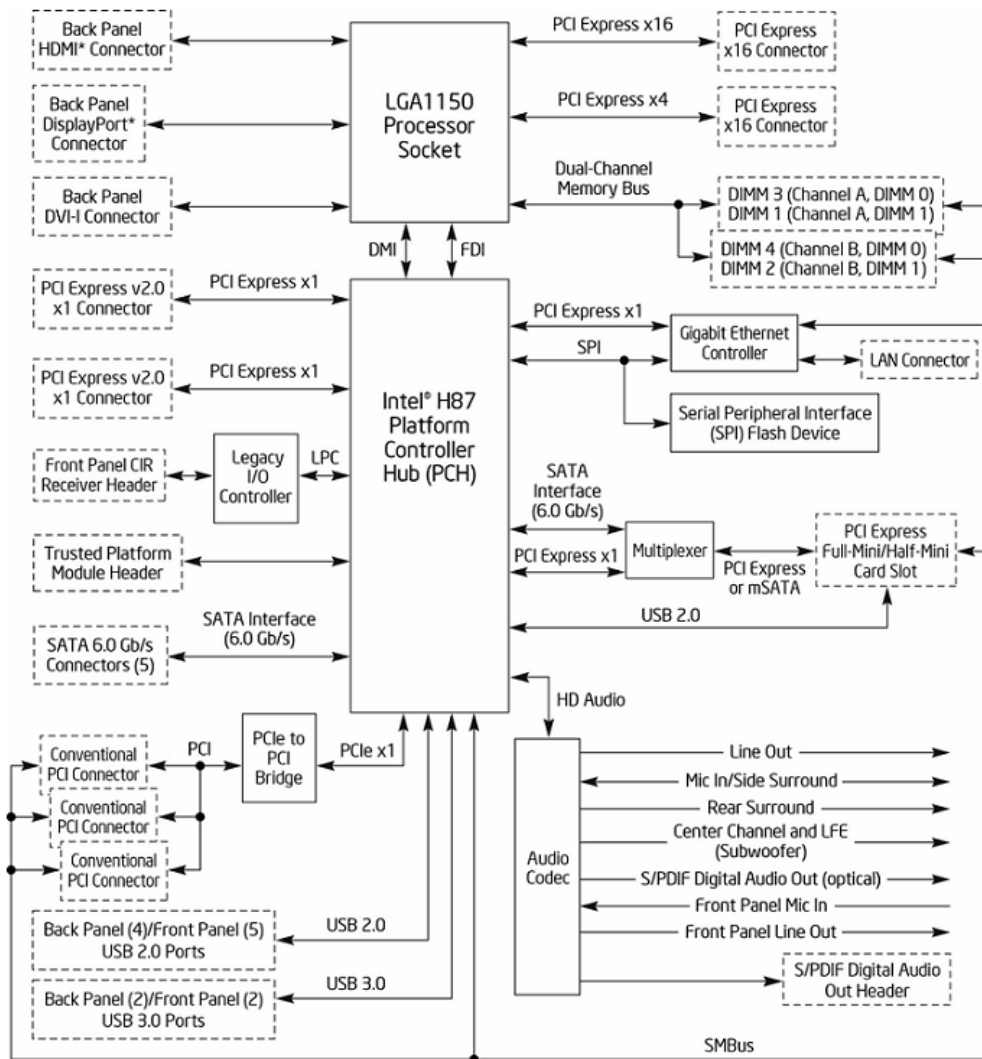 Back Panel
HDMI* Connector
Back Panel
DisplayPort*
Connector
Back Panel
DVI-I Connector
LGA1150
Processor
Socket
PCI Express x16
PCI Express
x16 Connector
PCI Express x4
PCI Express
x16 Connector
Dual-Channel
Memory Bus
DIMM 3 (Channel A, DIMM 0)
DIMM 1 (Channel A, DIMM 1)
DIMM 4 (Channel B, DIMM 0)
DIMM 2 (Channel B, DIMM 1)
DMI
FDI
PCI Express v2.0
x1 Connector
PCI Express x1
PCI Express v2.0
x1 Connector
PCI Express x1
Front Panel CIR
Receiver Header
Legacy
I/O
Controller
LPC
Trusted Platform
Module Header
SATA 6.0 Gb/s
Connectors (5)
SATA Interface
(6.0 Gb/s)
Intel® H87
Platform
Controller
Hub (PCH)
PCI Express x1
SPI
Gigabit Ethernet
Controller
LAN Connector
Serial Peripheral Interface
(SPI) Flash Device
SATA
Interface
(6.0 Gb/s)
PCI Express x1
Multiplexer
PCI Express
or mSATA
PCI Express
Full-Mini/Half-Mini
Card Slot
USB 2.0
HD Audio
Conventional
PCI Connector
Conventional
PCI Connector
Conventional
PCI Connector
PCI
PCIe to
PCI
Bridge
PCIe x1
Back Panel (4)/Front Panel (5)
USB 2.0 Ports
USB 2.0
Back Panel (2)/Front Panel (2)
USB 3.0 Ports
USB 3.0
Audio
Codec
Line Out
Mic In/Side Surround
Rear Surround
Center Channel and LFE
(Subwoofer)
S/PDIF Digital Audio Out (optical)
Front Panel Mic In
Front Panel Line Out
S/PDIF Digital Audio
Out Header
SMBus